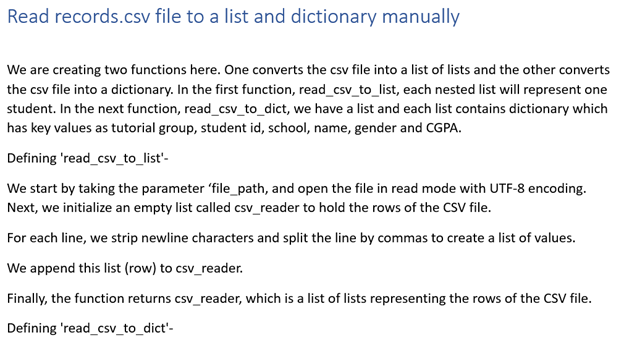 Read records.csv file to a list and dictionary manually
We are creating two functions here. One converts the csv file into a list of lists and the other converts
the csv file into a dictionary. In the first function, read_csv_to_list, each nested list will represent one
student. In the next function, read_csv_to_dict, we have a list and each list contains dictionary which
has key values as tutorial group, student id, school, name, gender and CGPA.
Defining 'read_csv_to_list'-
We start by taking the parameter ‘file_path, and open the file in read mode with UTF-8 encoding.
Next, we initialize an empty list called csv_reader to hold the rows of the CSV file.
For each line, we strip newline characters and split the line by commas to create a list of values.
We append this list (row) to csv_reader.
Finally, the function returns csv_reader, which is a list of lists representing the rows of the CSV file.
Defining 'read_csv_to_dict'-